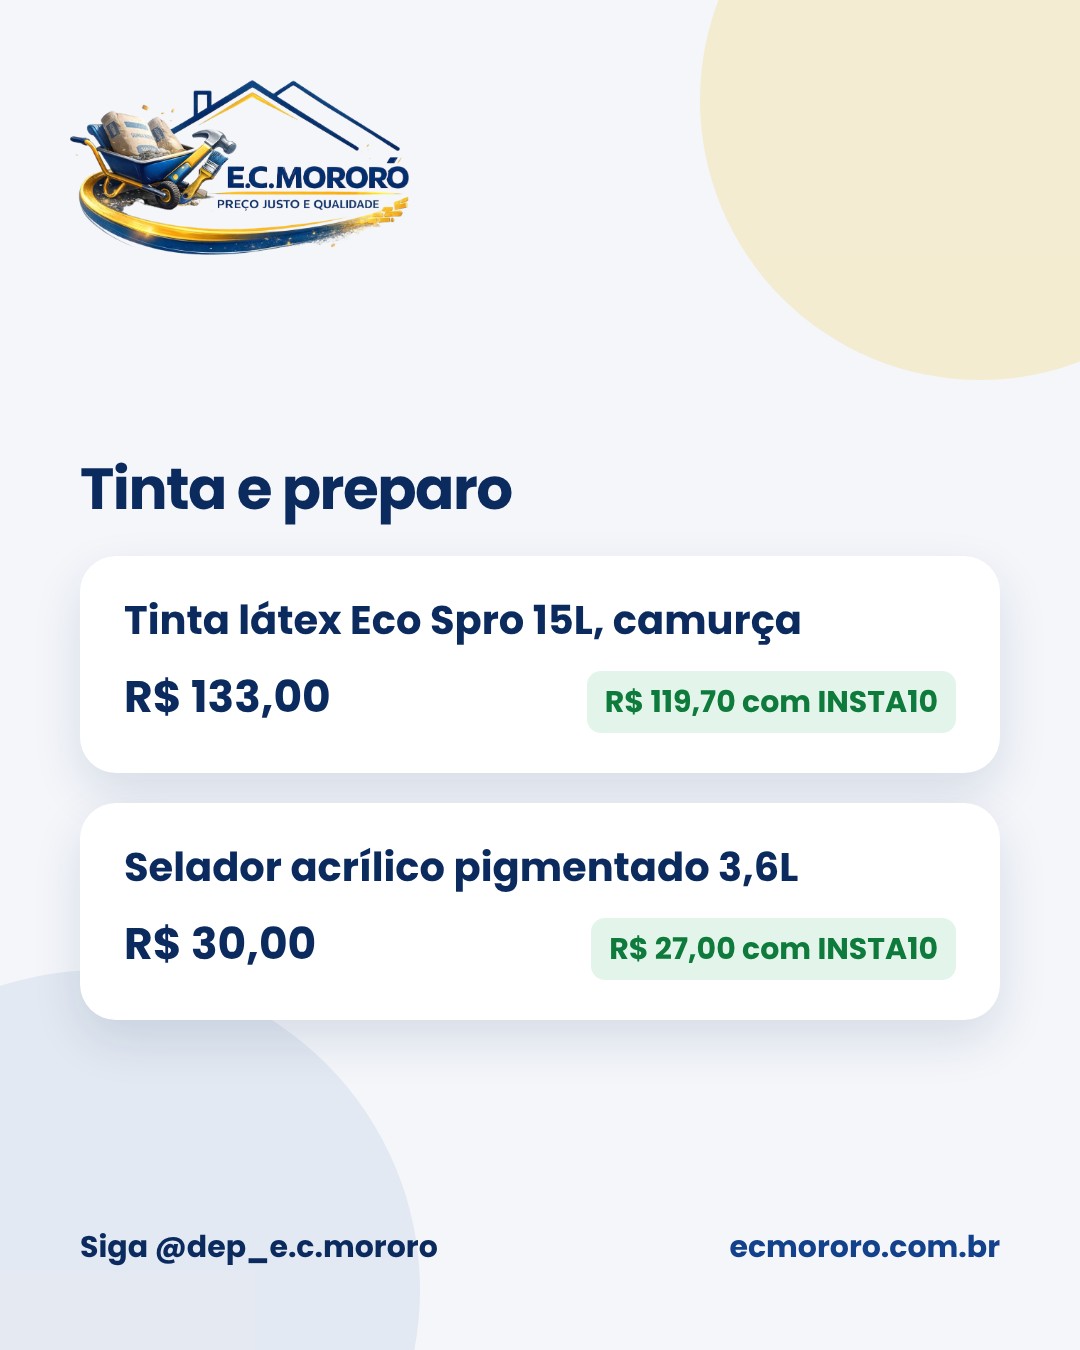 E.C.MORORÓ
PREÇO JUSTO E QUALIDADE
Tinta e preparo
Tinta látex Eco Spro 15L, camurça
R$ 133,00
R$ 119,70 com INSTA10
Selador acrílico pigmentado 3,6L
R$ 30,00
R$ 27,00 com INSTA10
Siga @dep_e.c.mororo
ecmororo.com.br